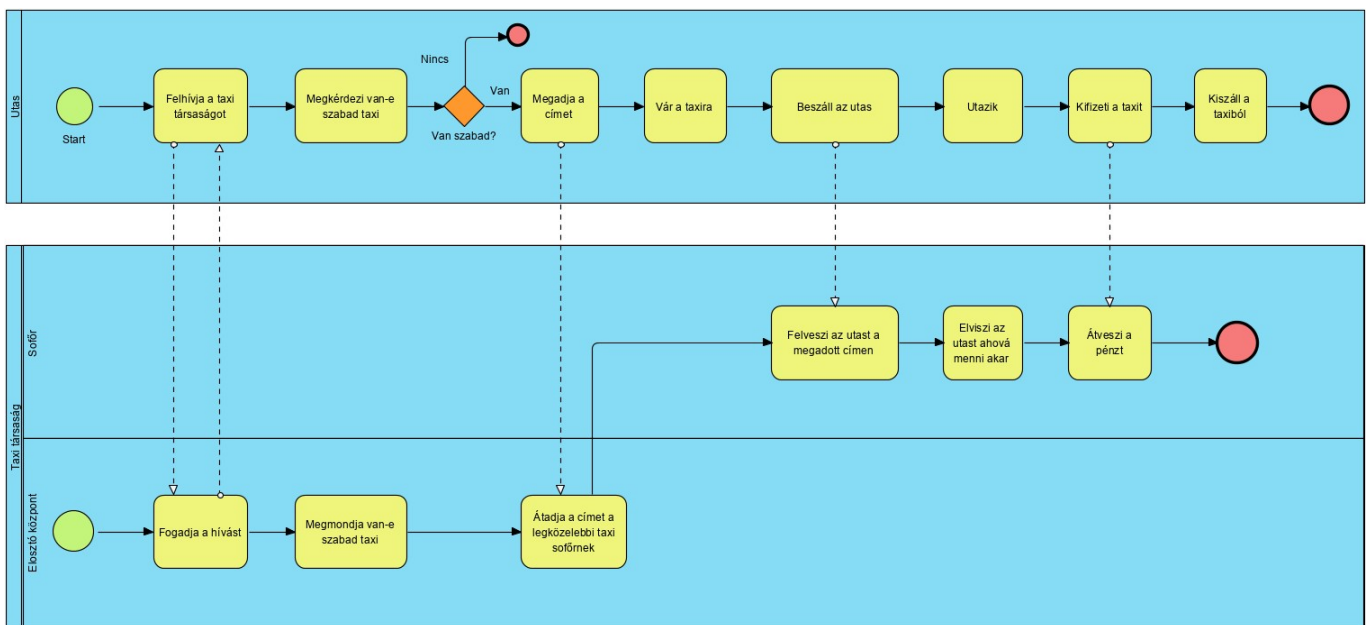 Utas
Start
Felhívja a taxi
társaságot
Megkérdezi van-e
szabad taxi
Nincs
Van szabad?
Van
Megadja a
címet
Vár a taxira
Beszáll az utas
Utazik
Kifizeti a taxit
Kiszáll a
taxiból
Taxi társaság
Sofőr
Felveszi az utast a
megadott címen
Elviszi az
utast ahová
menni akar
Átveszi a
pénzt
Elosztó központ
Fogadja a hívást
Megmondja van-e
szabad taxi
Átadja a címet a
legközelebbi taxi
sofőrnek